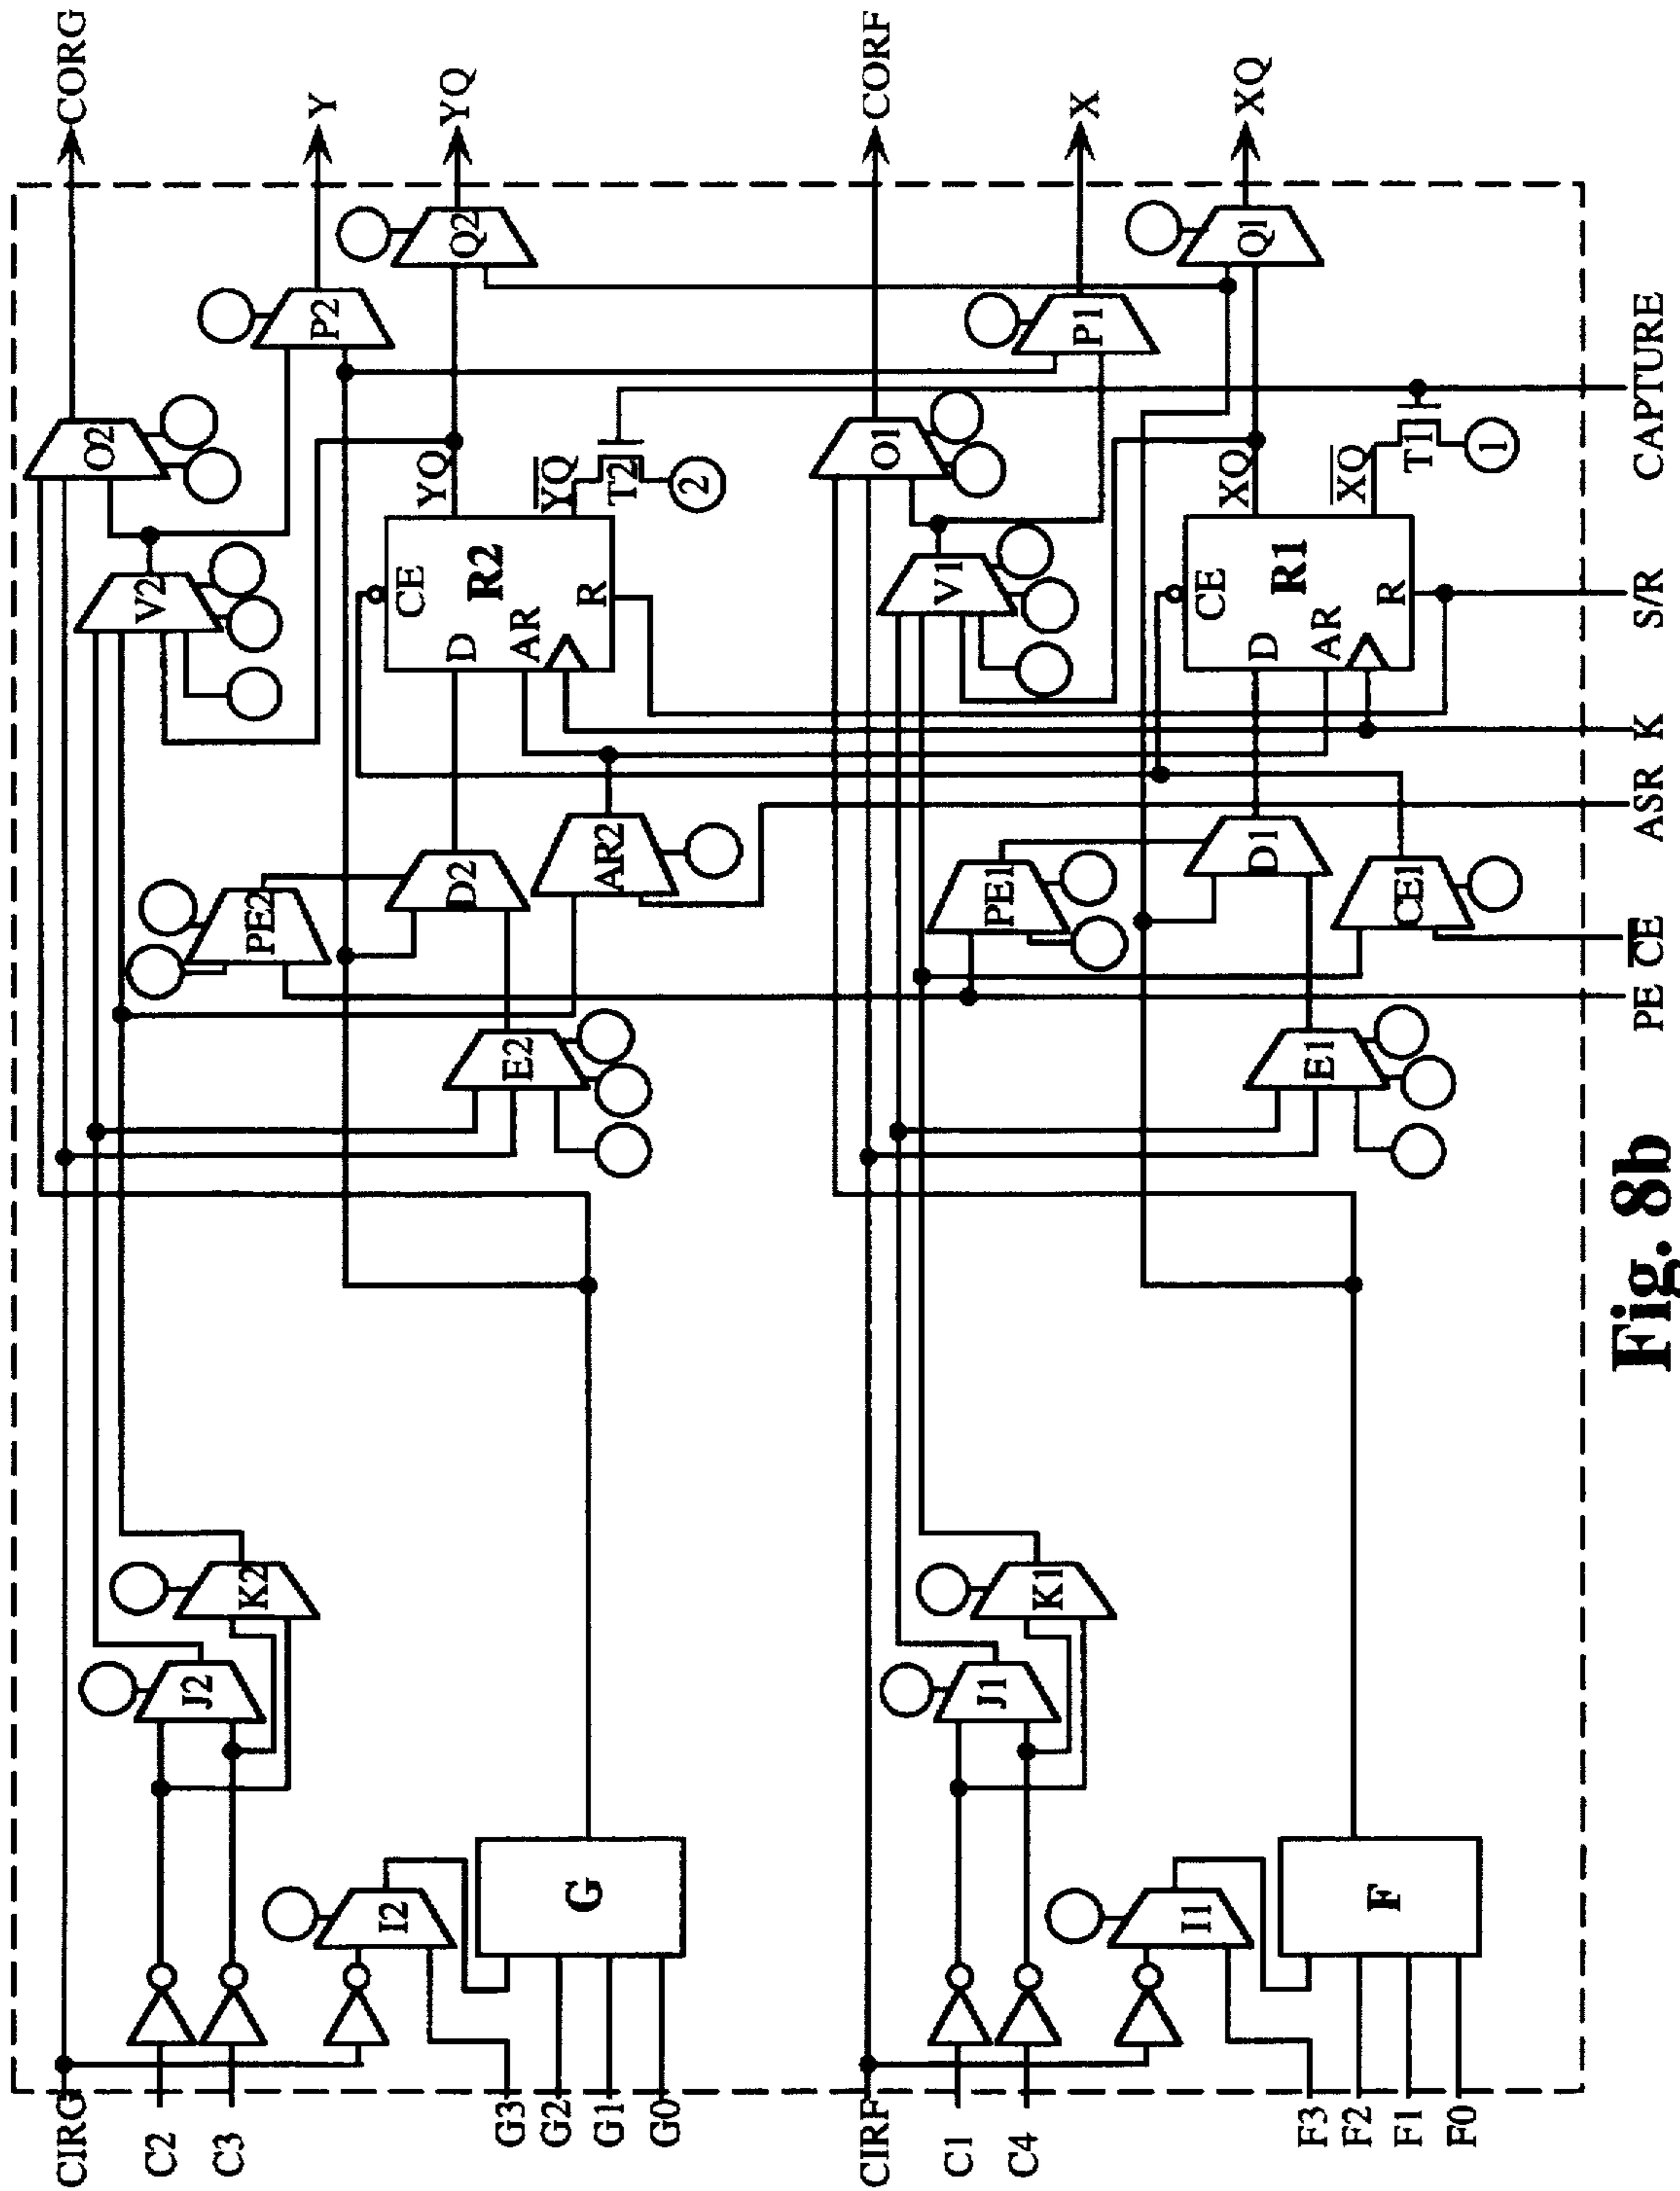 CORG
Y
YQ
CORF
X
XQ
O2
P2
Q2
V2
YQ
YQ
T2
2
CE
R2
D
AR
R
PE2
D2
AR2
E2
K2
J2
I2
G
CIRG
C2
C3
G3
G2
G1
G0
O1
P1
Q1
V1
XQ
XQ
T1
1
CE
R1
D
AR
R
PE1
D1
CE1
E1
K1
J1
I1
F
CIRF
C1
C4
F3
F2
F1
F0
PE
CE
ASR
K
S/R
CAPTURE
Fig. 8b